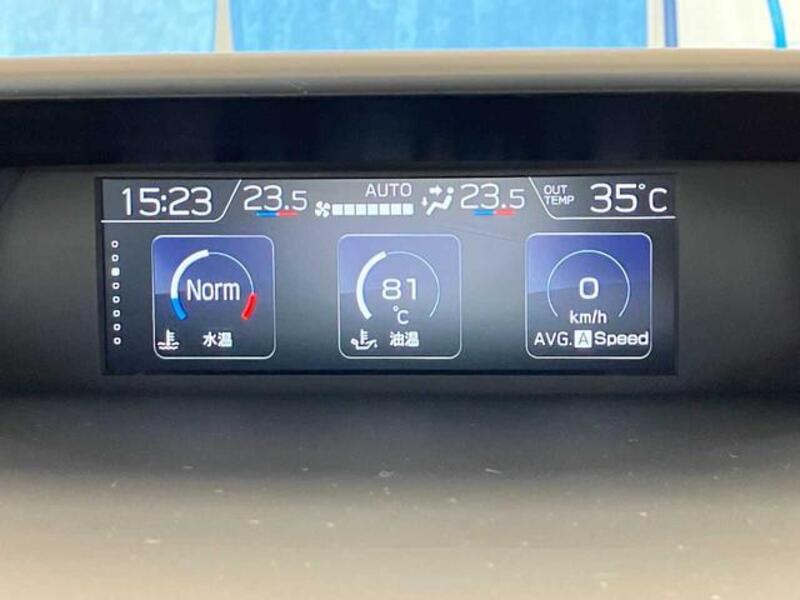 15:23 23.5 AUTO 23.5 OUT TEMP 35℃
Norm
水温
81
℃
油温
0
km/h
AVG. A Speed